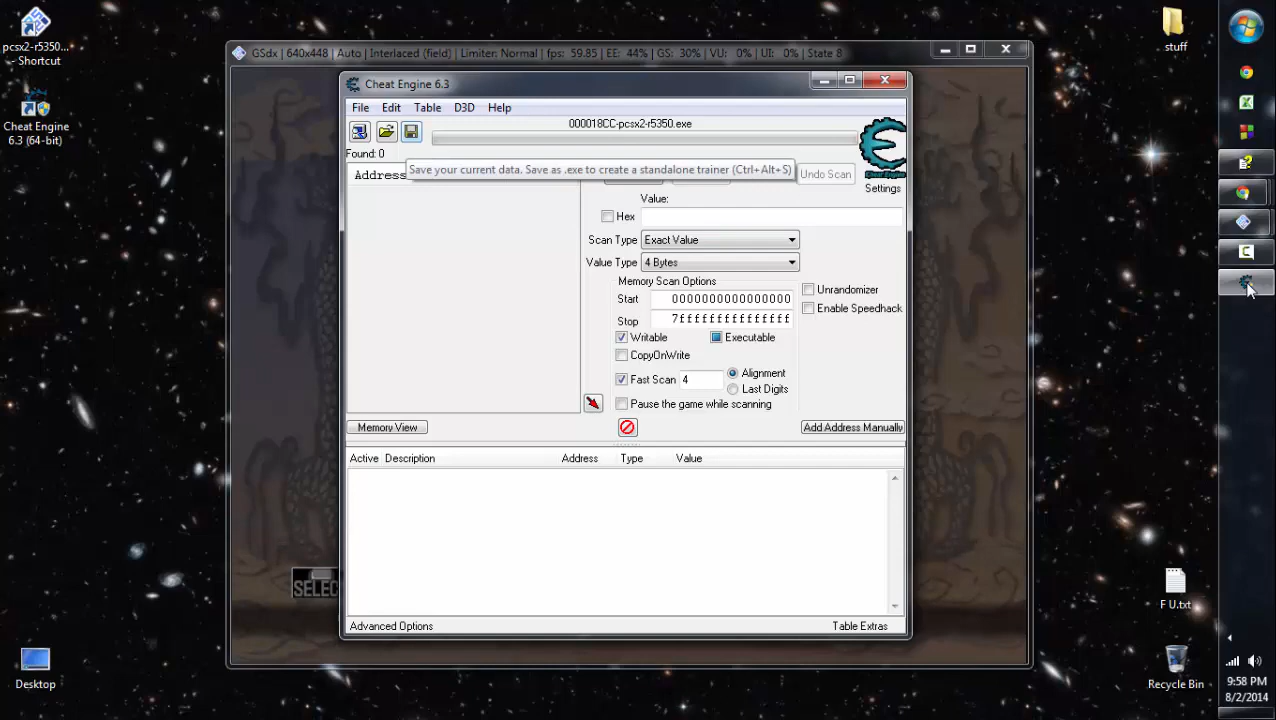 pcsx2-r5350...
- Shortcut
Cheat Engine
6.3 (64-bit)
Desktop
GSdx | 640x448 | Auto | Interlaced (field) | Limiter: Normal | fps: 59.85 | EE: 44% | GS: 30% | VU: 0% | UI: 0% | State 8
Cheat Engine 6.3
File Edit Table D3D Help
000018CC-pcsx2-r5350.exe
Found: 0
Address
Save your current data. Save as .exe to create a standalone trainer (Ctrl+Alt+S)
Undo Scan
Cheat Engine
Settings
Value:
Hex
Scan Type Exact Value
Value Type 4 Bytes
Memory Scan Options
Start 0000000000000000
Stop 7fffffffffffffff
Unrandomizer
Enable Speedhack
Writable Executable
CopyOnWrite
Fast Scan 4 Alignment
Last Digits
Pause the game while scanning
Memory View
Add Address Manually
Active Description Address Type Value
Advanced Options
Table Extras
SELEC
stuff
F U.txt
Recycle Bin
9:58 PM
8/2/2014